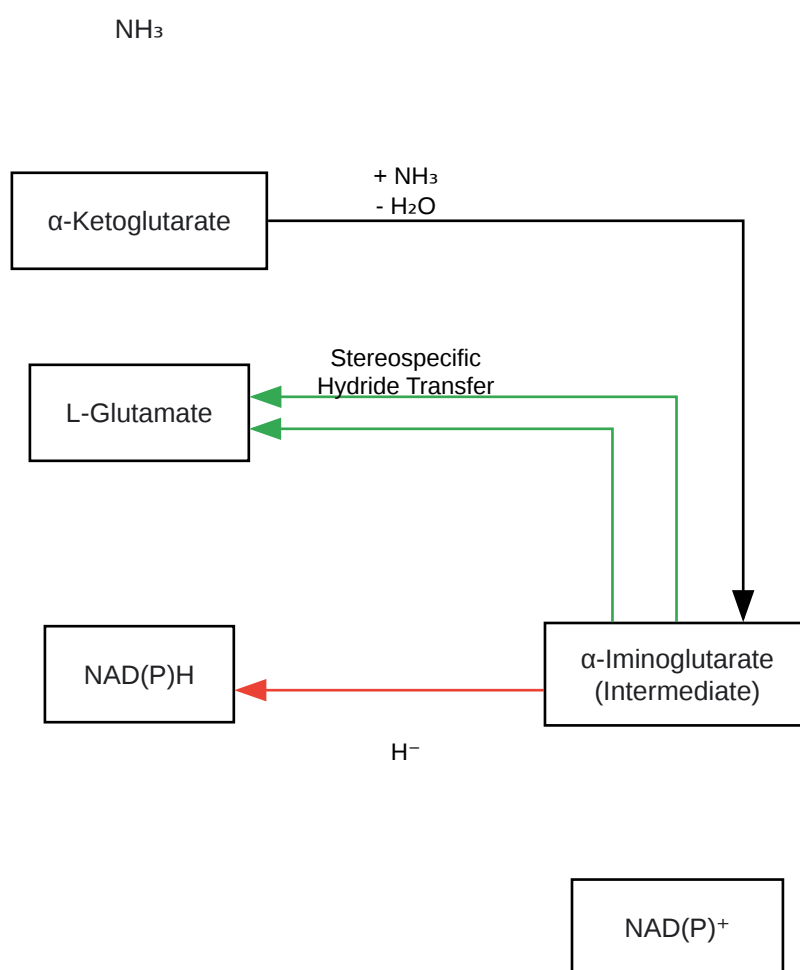 NH₃
+ NH₃
- H₂O
α-Ketoglutarate
Stereospecific
Hydride Transfer
L-Glutamate
NAD(P)H
α-Iminoglutarate
(Intermediate)
H⁻
NAD(P)⁺